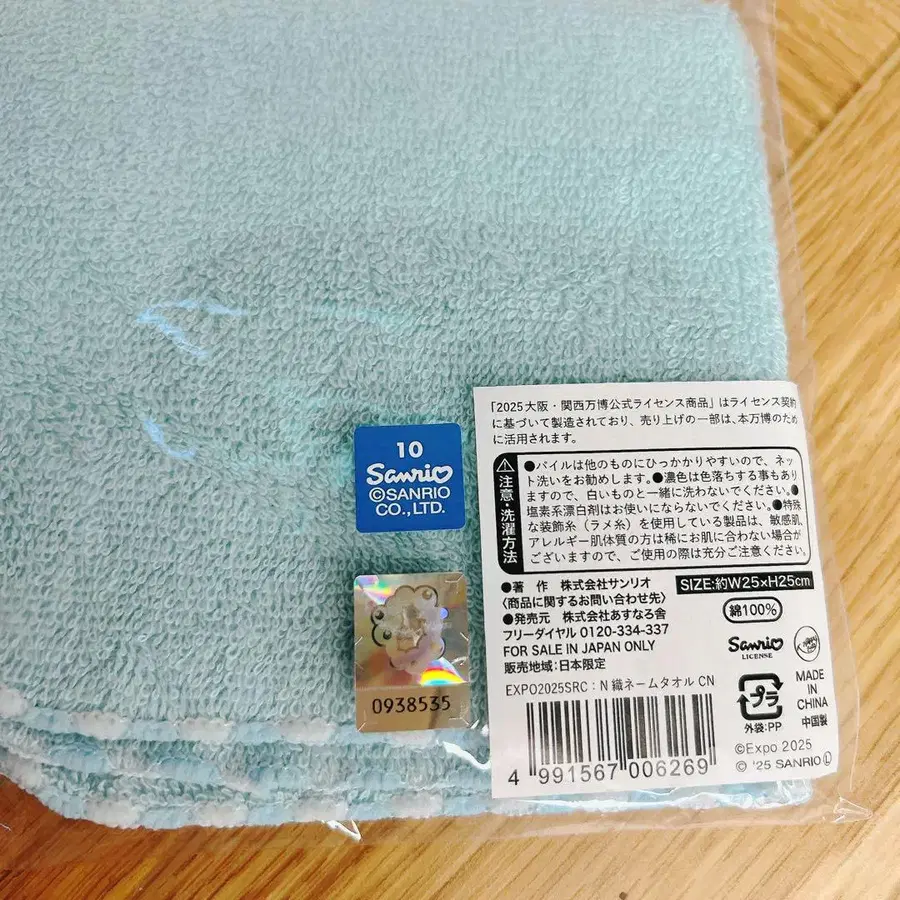 「2025大阪・関西万博公式ライセンス商品」はライセンス契約
に基づいて製造されており、売り上げの一部は、本万博のため
に活用されます。
注意・洗濯方法
●パイルは他のものにひっかかりやすいので、ネッ
ト洗いをお勧めします。●濃色は色落ちする事もあり
ますので、白いものと一緒に洗わないでください。●
塩素系漂白剤はお使いにならないでください。●特殊
な装飾糸(ラメ糸)を使用している製品は、敏感肌、
アレルギー肌体質の方は稀にお肌に合わない場合が
ございますので、ご使用の際は充分ご注意ください。
●著 作 株式会社サンリオ
〈商品に関するお問い合わせ先〉
●発売元 株式会社あすなろ舎
フリーダイヤル 0120-334-337
FOR SALE IN JAPAN ONLY
販売地域:日本限定
SIZE:約W25×H25cm
綿100%
Sanrio
LICENSE
EXPO2025SRC:N 織ネームタオル CN
4 991567 006269
プラ
外袋:PP
MADE
IN
CHINA
中国製
©Expo 2025
© '25 SANRIO Ⓛ
10
Sanrio
©SANRIO
CO.,LTD.
0938535